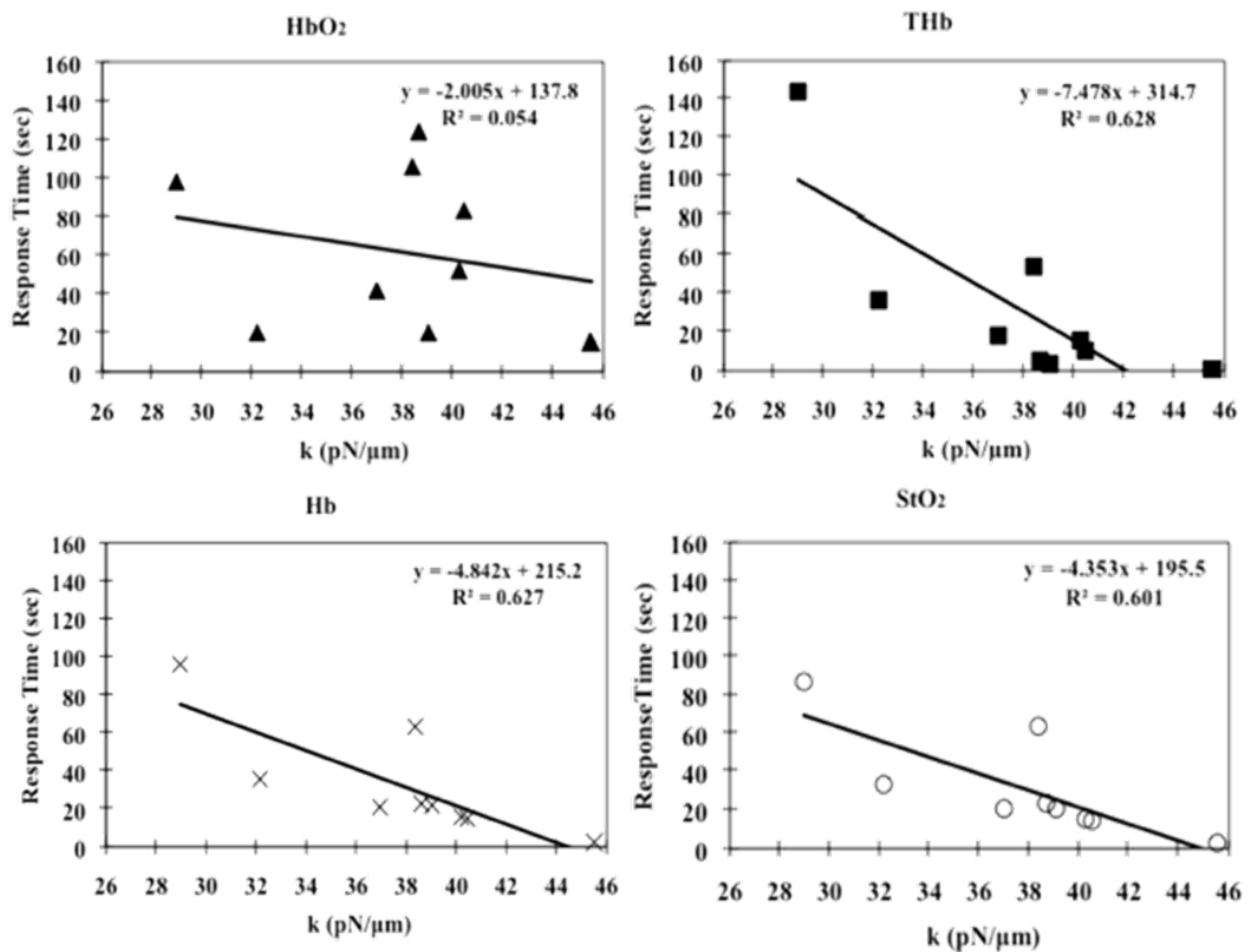 HbO₂
160
140
120
100
80
60
40
20
0
Response Time (sec)
y = -2.005x + 137.8
R² = 0.054
26 28 30 32 34 36 38 40 42 44 46
k (pN/μm)
THb
160
140
120
100
80
60
40
20
0
Response Time (sec)
y = -7.478x + 314.7
R² = 0.628
26 28 30 32 34 36 38 40 42 44 46
k (pN/μm)
Hb
160
140
120
100
80
60
40
20
0
Response Time (sec)
y = -4.842x + 215.2
R² = 0.627
26 28 30 32 34 36 38 40 42 44 46
k (pN/μm)
StO₂
160
140
120
100
80
60
40
20
0
ResponseTime (sec)
y = -4.353x + 195.5
R² = 0.601
26 28 30 32 34 36 38 40 42 44 46
k (pN/μm)